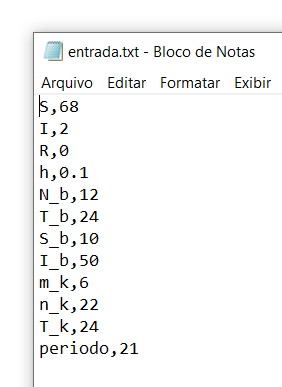 entrada.txt - Bloco de Notas
Arquivo Editar Formatar Exibir
S,68
I,2
R,0
h,0.1
N_b,12
T_b,24
S_b,10
I_b,50
m_k,6
n_k,22
T_k,24
periodo,21